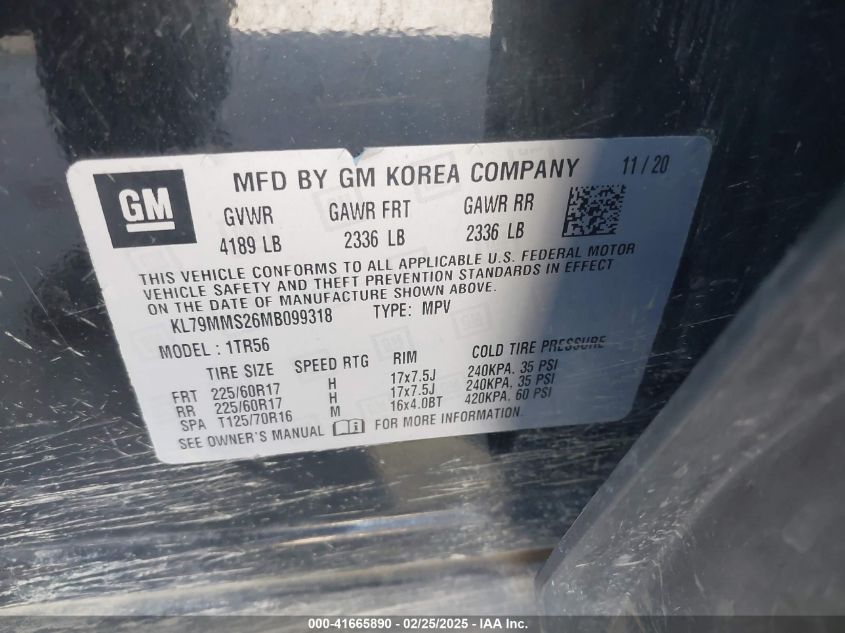 GM
MFD BY GM KOREA COMPANY 11/20
GVWR GAWR FRT GAWR RR
4189 LB 2336 LB 2336 LB
THIS VEHICLE CONFORMS TO ALL APPLICABLE U.S. FEDERAL MOTOR
VEHICLE SAFETY AND THEFT PREVENTION STANDARDS IN EFFECT
ON THE DATE OF MANUFACTURE SHOWN ABOVE.
KL79MMS26MB099318 TYPE: MPV
MODEL: 1TR56
TIRE SIZE SPEED RTG RIM COLD TIRE PRESSURE
FRT 225/60R17 H 17x7.5J 240KPA. 35 PSI
RR 225/60R17 H 17x7.5J 240KPA. 35 PSI
SPA T125/70R16 M 16x4.0BT 420KPA. 60 PSI
SEE OWNER'S MANUAL FOR MORE INFORMATION.
000-41665890 - 02/25/2025 - IAA Inc.